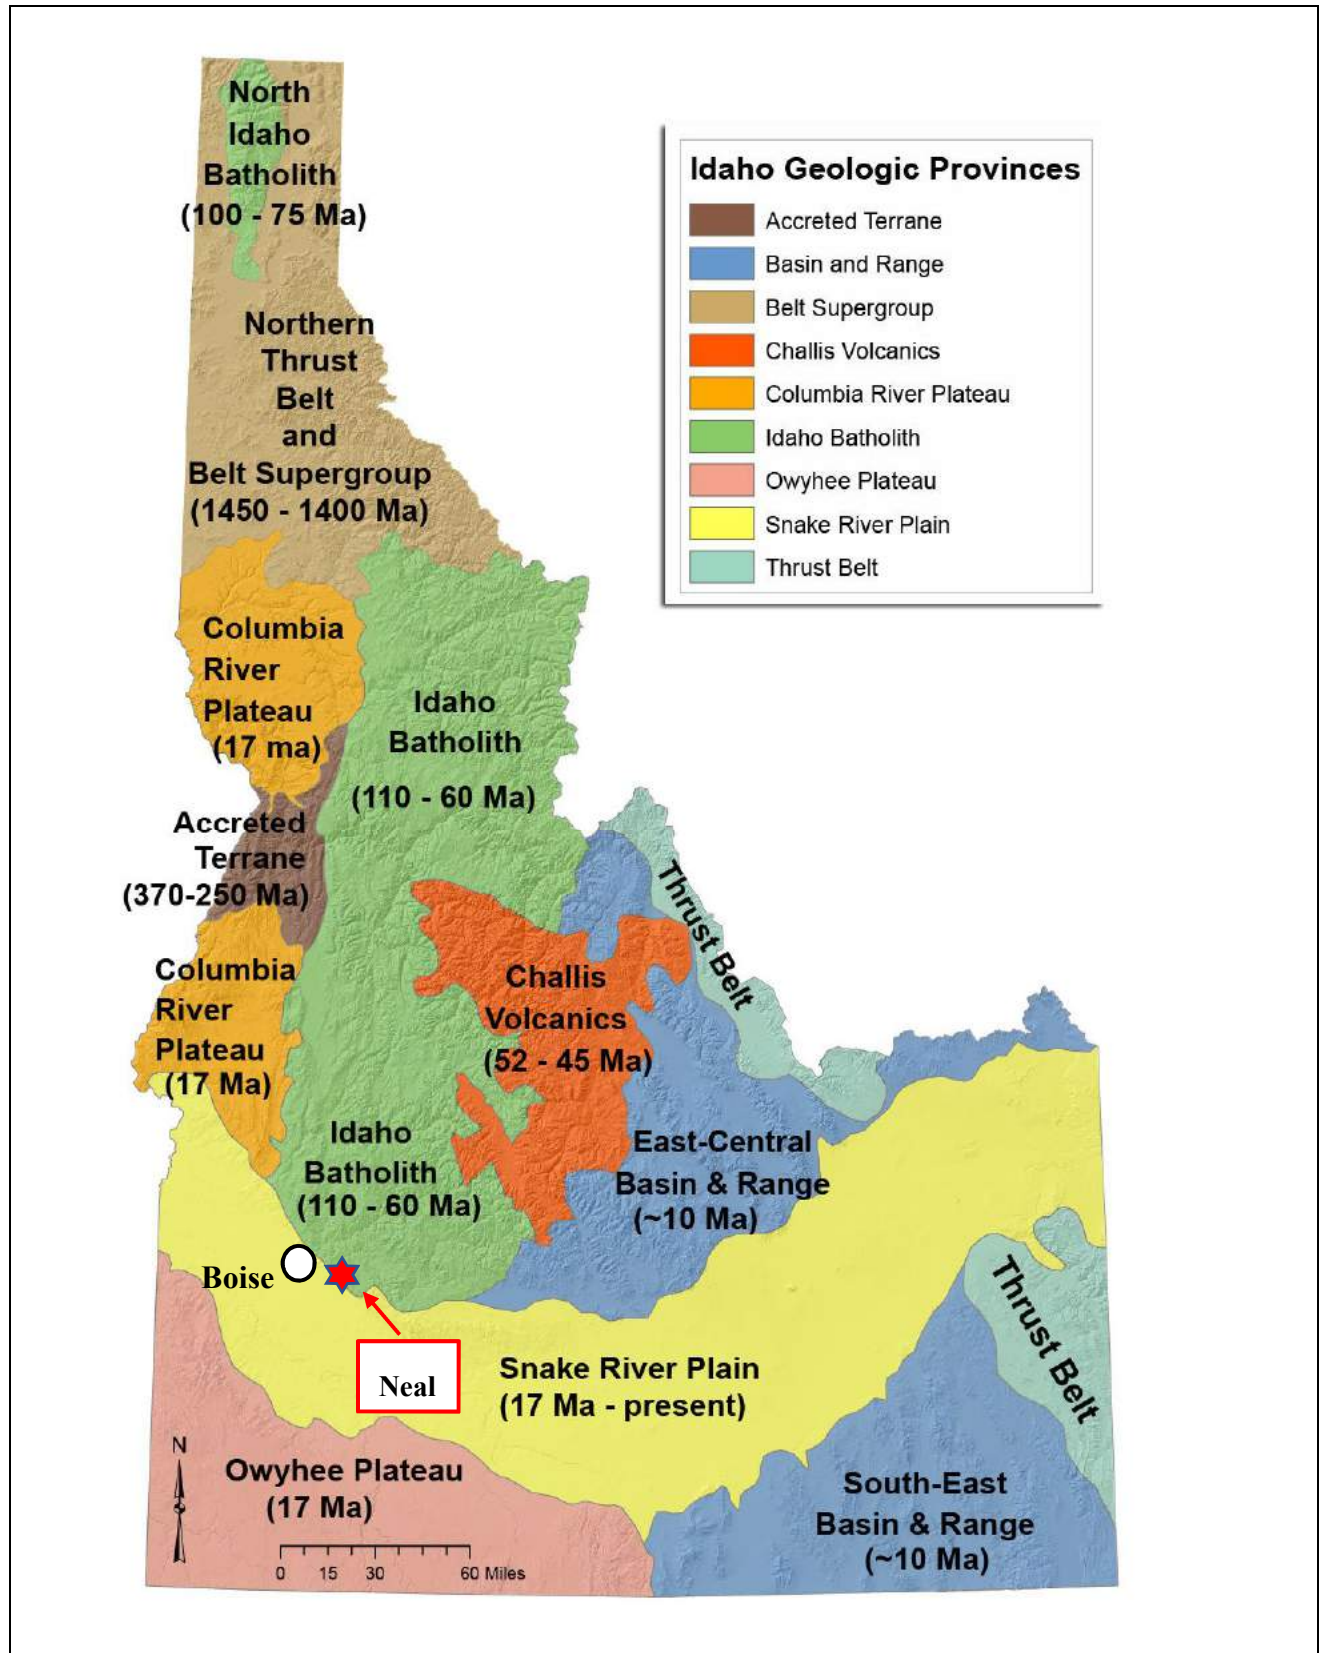 North
Idaho
Batholith
(100 - 75 Ma)
Northern
Thrust
Belt
and
Belt Supergroup
(1450 - 1400 Ma)
Idaho Geologic Provinces
Accreted Terrane
Basin and Range
Belt Supergroup
Challis Volcanics
Columbia River Plateau
Idaho Batholith
Owyhee Plateau
Snake River Plain
Thrust Belt
Columbia
River
Plateau
(17 ma)
Idaho
Batholith
(110 - 60 Ma)
Accreted
Terrane
(370-250 Ma)
Thrust Belt
Columbia
River
Plateau
(17 Ma)
Challis
Volcanics
(52 - 45 Ma)
Idaho
Batholith
(110 - 60 Ma)
East-Central
Basin & Range
(~10 Ma)
Boise
Neal
Thrust Belt
Snake River Plain
(17 Ma - present)
N
Owyhee Plateau
(17 Ma)
South-East
Basin & Range
(~10 Ma)
0 15 30 60 Miles